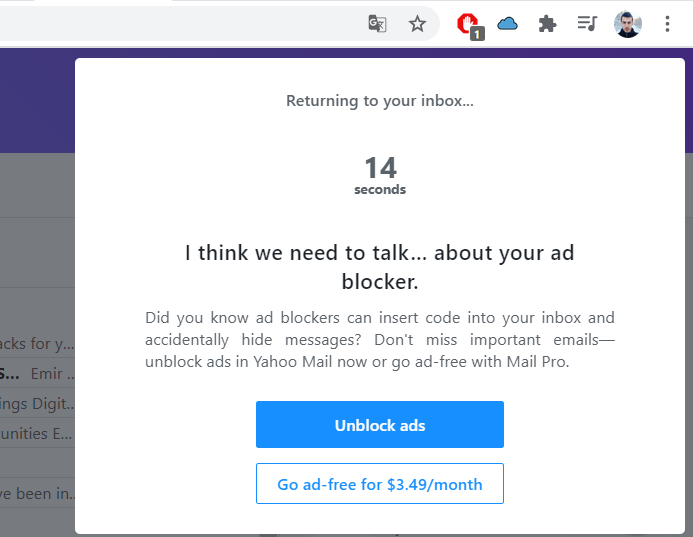 1
Returning to your inbox...
14
seconds
I think we need to talk... about your ad
blocker.
Did you know ad blockers can insert code into your inbox and
accidentally hide messages? Don't miss important emails—
unblock ads in Yahoo Mail now or go ad-free with Mail Pro.
Unblock ads
Go ad-free for $3.49/month
acks for y...
S... Emir ...
ings Digit...
unities E...
ve been in...